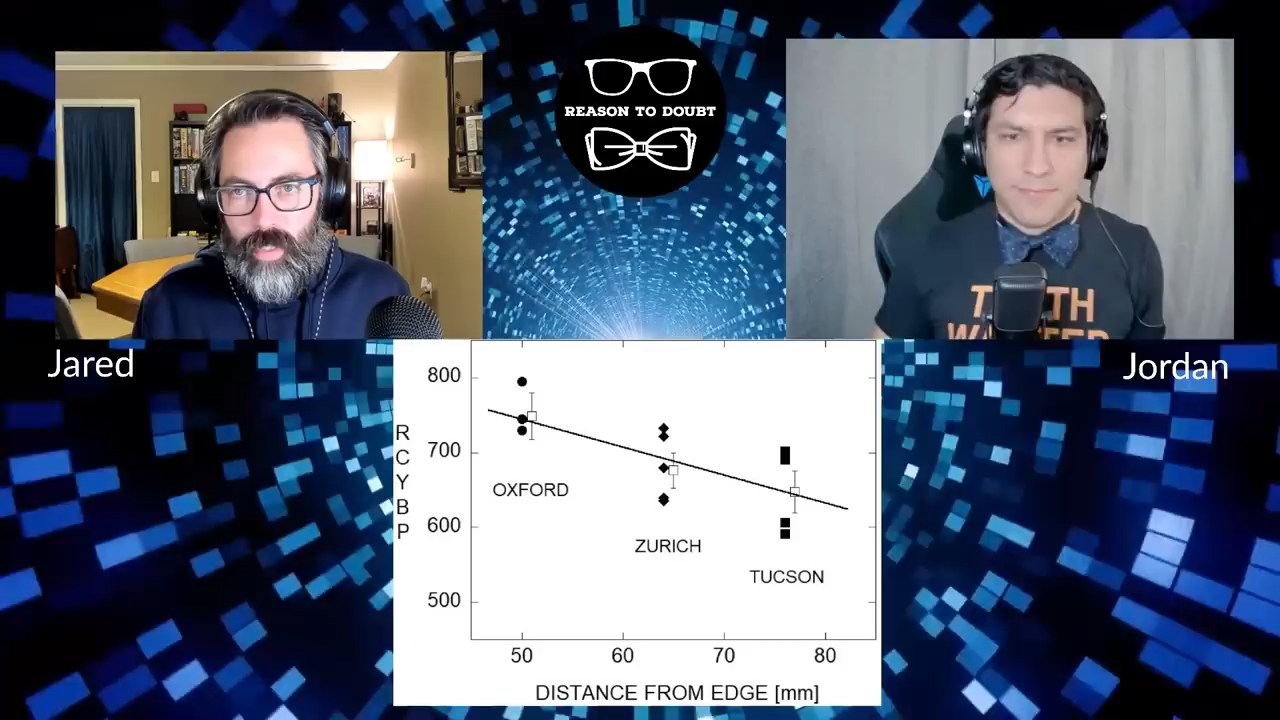 REASON TO DOUBT
Jared
Jordan
800
700
600
500
RCYBP
OXFORD
ZURICH
TUCSON
50 60 70 80
DISTANCE FROM EDGE [mm]